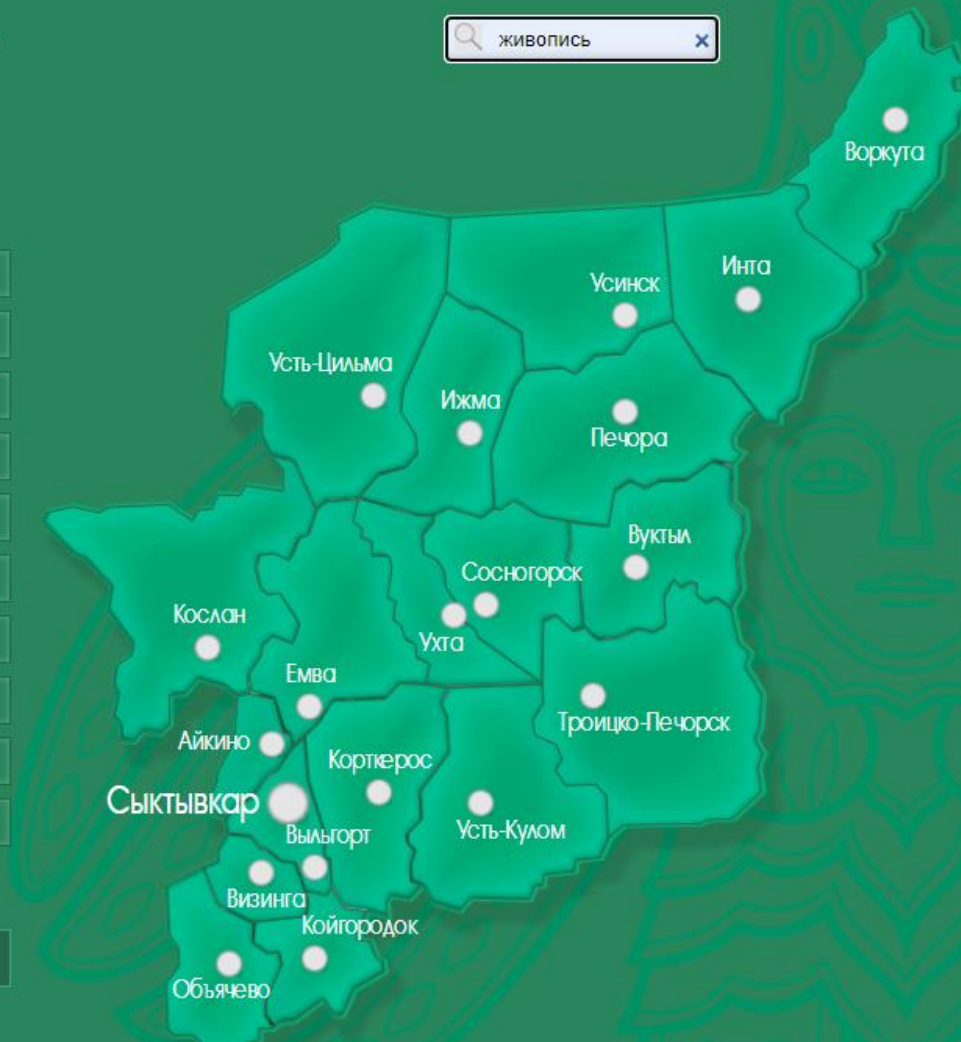 живопись
Воркута
Инта
Усинск
Усть-Цильма
Ижма
Печора
Вуктыл
Сосногорск
Кослан
Ухта
Емва
Троицко-Печорск
Айкино
Корткерос
Сыктывкар
Усть-Кулом
Выльгорт
Визинга
Койгородок
Объячево